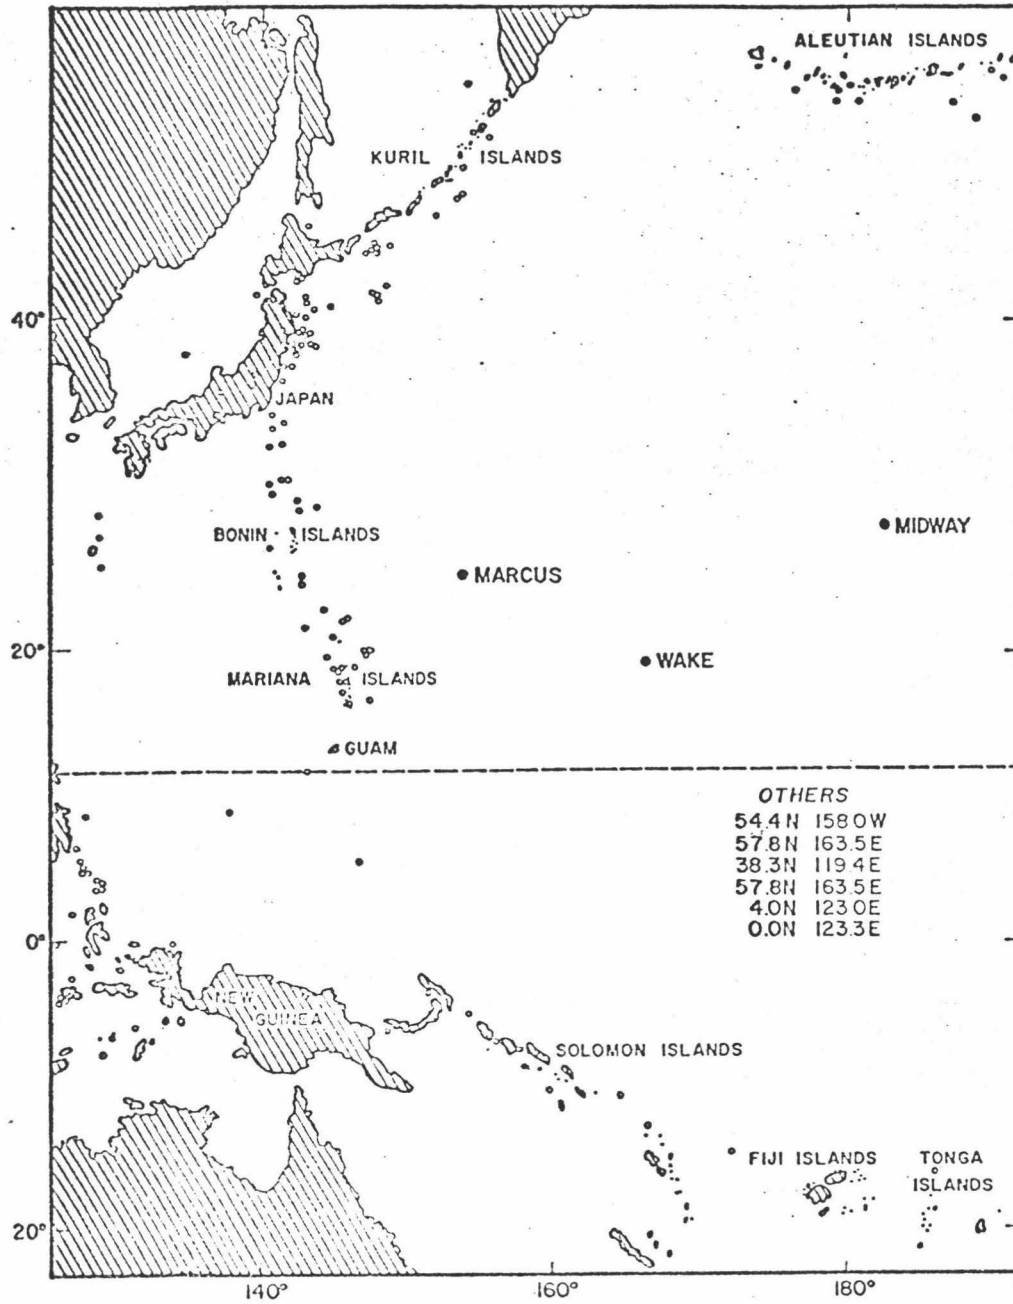 ALEUTIAN ISLANDS
KURIL ISLANDS
40°
JAPAN
BONIN ISLANDS
MIDWAY
MARCUS
20°
WAKE
MARIANA ISLANDS
GUAM
OTHERS
54.4N 158.0W
57.8N 163.5E
38.3N 119.4E
57.8N 163.5E
4.0N 123.0E
0.0N 123.3E
0°
NEW
GUINEA
SOLOMON ISLANDS
FIJI ISLANDS
TONGA
ISLANDS
20°
140° 160° 180°